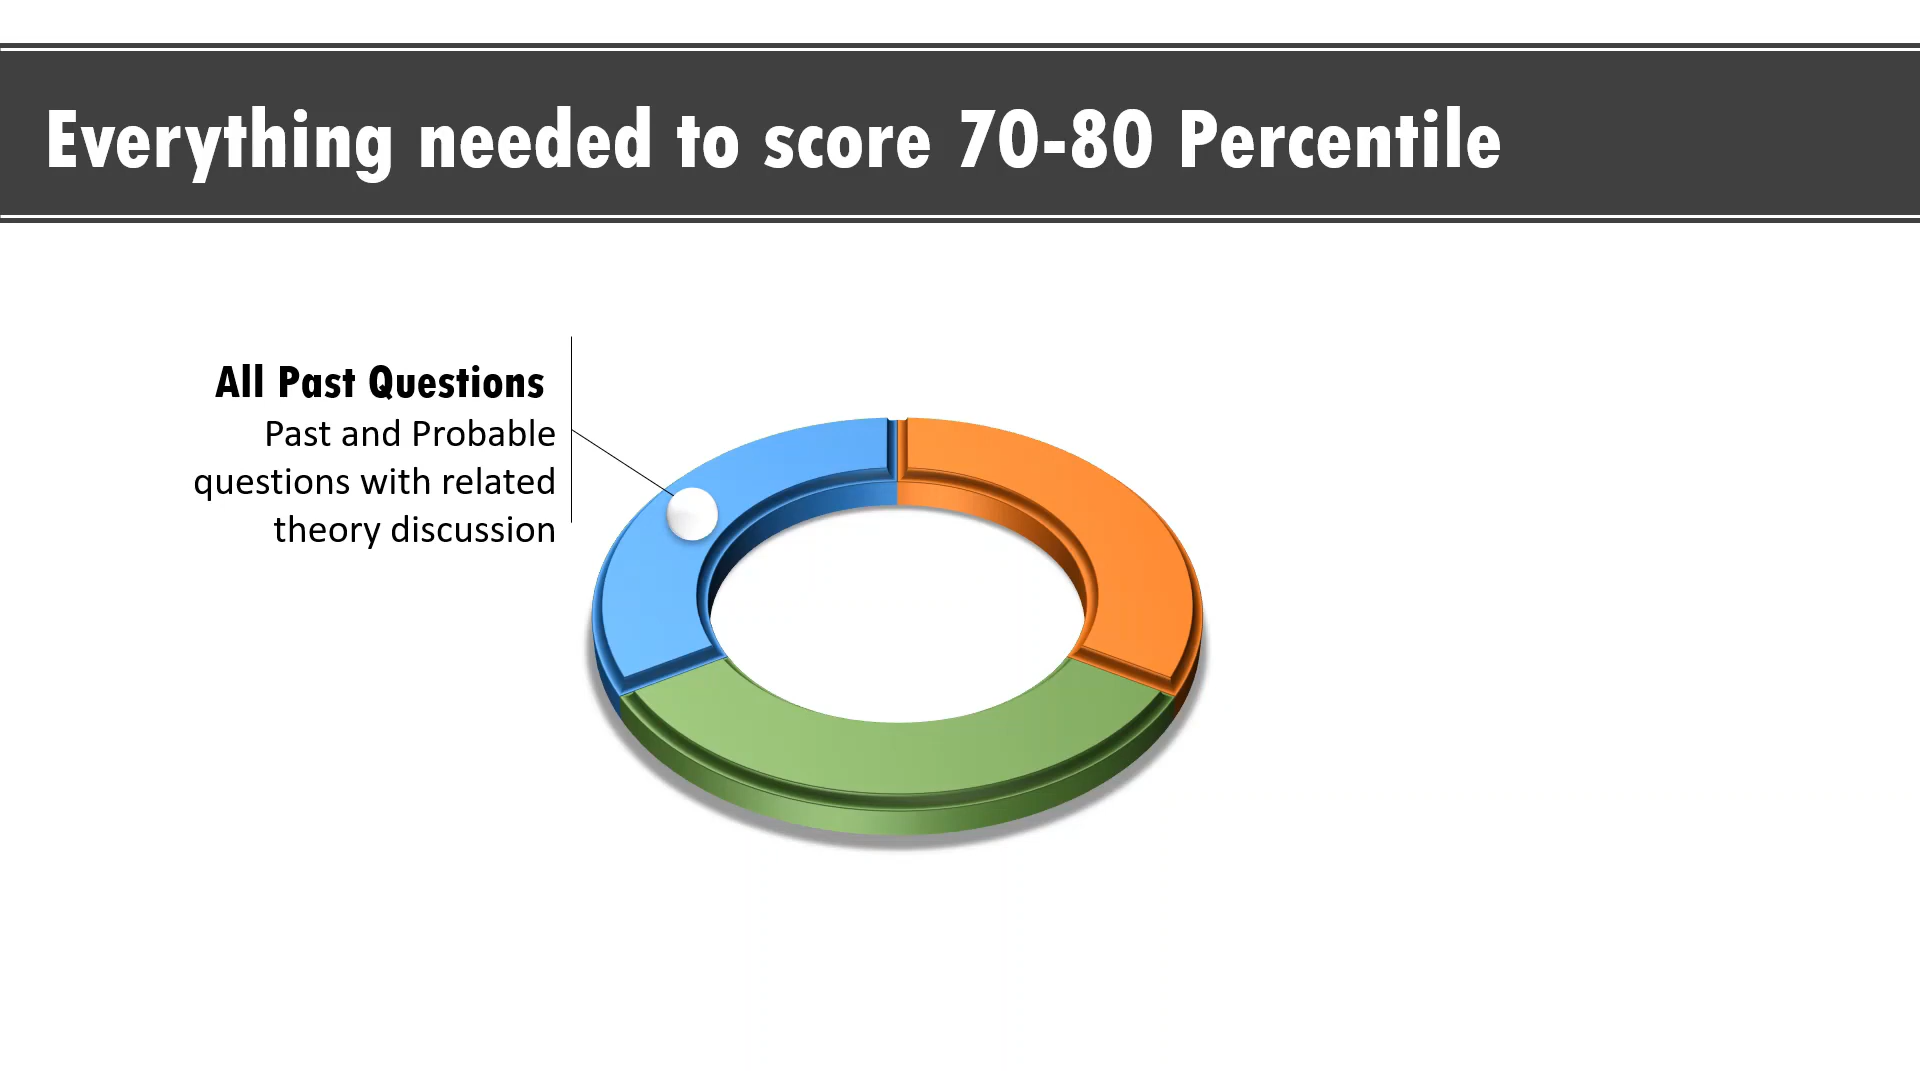 Everything needed to score 70-80 Percentile
All Past Questions
Past and Probable
questions with related
theory discussion